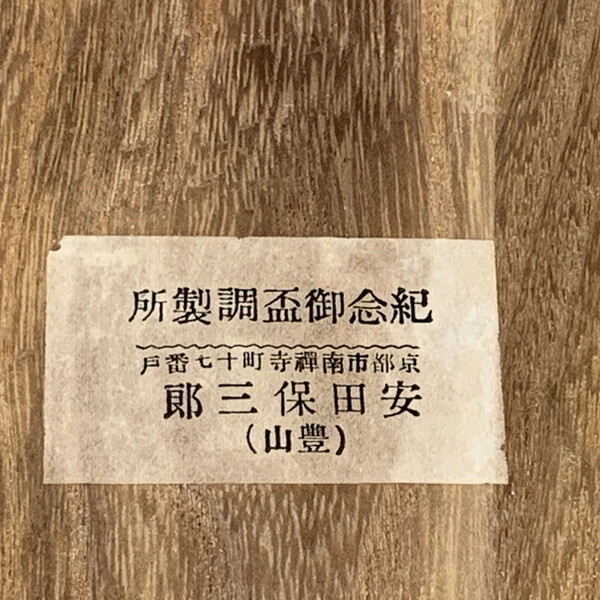 紀念御盃調製所
京都市南禪寺町十七番戸
安田保三郎
(豊山)